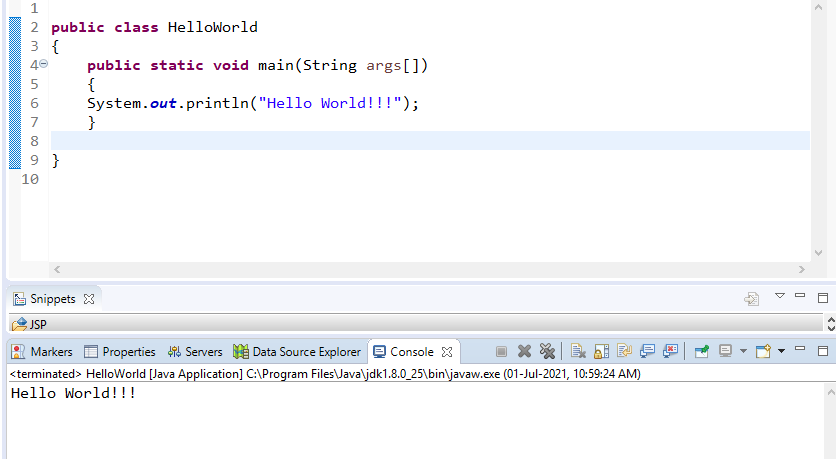 1
2 public class HelloWorld
3 {
4 public static void main(String args[])
5 {
6 System.out.println("Hello World!!!");
7 }
8
9 }
10
Snippets
JSP
Markers Properties Servers Data Source Explorer Console
<terminated> HelloWorld [Java Application] C:\Program Files\Java\jdk1.8.0_25\bin\javaw.exe (01-Jul-2021, 10:59:24 AM)
Hello World!!!